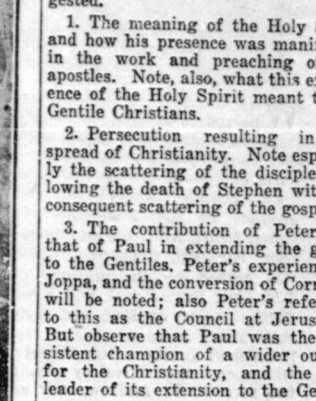 gested.
1. The meaning of the Holy
and how his presence was mani
in the work and preaching o
apostles. Note, also, what this e
ence of the Holy Spirit meant t
Gentile Christians.
2. Persecution resulting in
spread of Christianity. Note esp
ly the scattering of the disciple
lowing the death of Stephen wit
consequent scattering of the gosp
3. The contribution of Peter
that of Paul in extending the g
to the Gentiles. Peter's experien
Joppa, and the conversion of Corn
will be noted; also Peter's refe
to this as the Council at Jerus
But observe that Paul was the
sistent champion of a wider ou
for the Christianity, and the
leader of its extension to the Ge